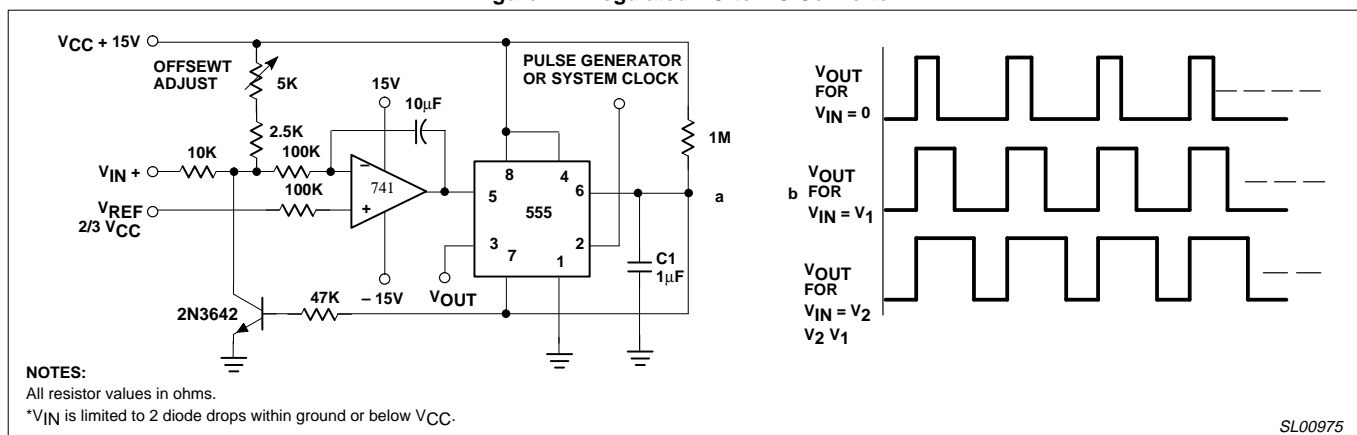 VCC + 15V
OFFSEWT
ADJUST
5K
15V
10μF
PULSE GENERATOR
OR SYSTEM CLOCK
2.5K
1M
VIN +
10K
100K
100K
741
VREF
2/3 VCC
8
4
5
6
555
3
2
7
1
a
C1
1μF
– 15V
VOUT
47K
2N3642
VOUT
FOR
VIN = 0
b
VOUT
FOR
VIN = V1
VOUT
FOR
VIN = V2
V2 V1
NOTES:
All resistor values in ohms.
*VIN is limited to 2 diode drops within ground or below VCC.
SL00975